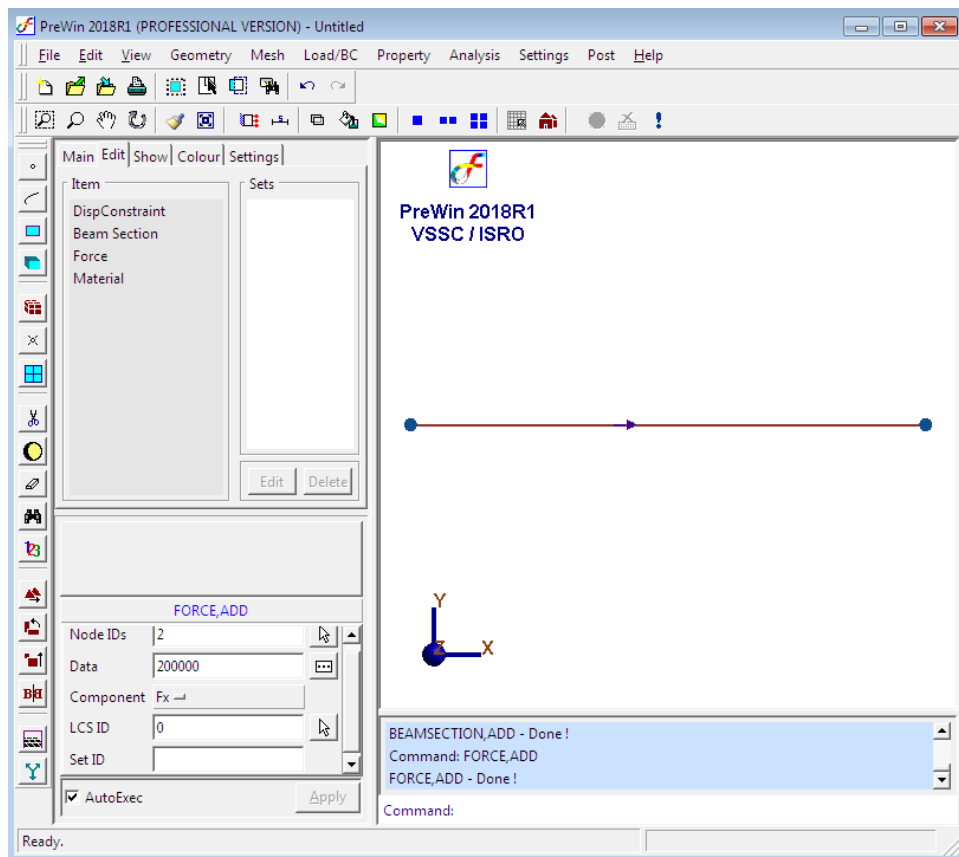 PreWin 2018R1 (PROFESSIONAL VERSION) - Untitled
File Edit View Geometry Mesh Load/BC Property Analysis Settings Post Help
Main Edit Show Colour Settings
Item Sets
DispConstraint
Beam Section
Force
Material
Edit Delete
FORCE,ADD
Node IDs 2
Data 200000
Component Fx
LCS ID 0
Set ID
AutoExec Apply
PreWin 2018R1
VSSC / ISRO
Y
Z X
BEAMSECTION,ADD - Done !
Command: FORCE,ADD
FORCE,ADD - Done !
Command:
Ready.
123
B B